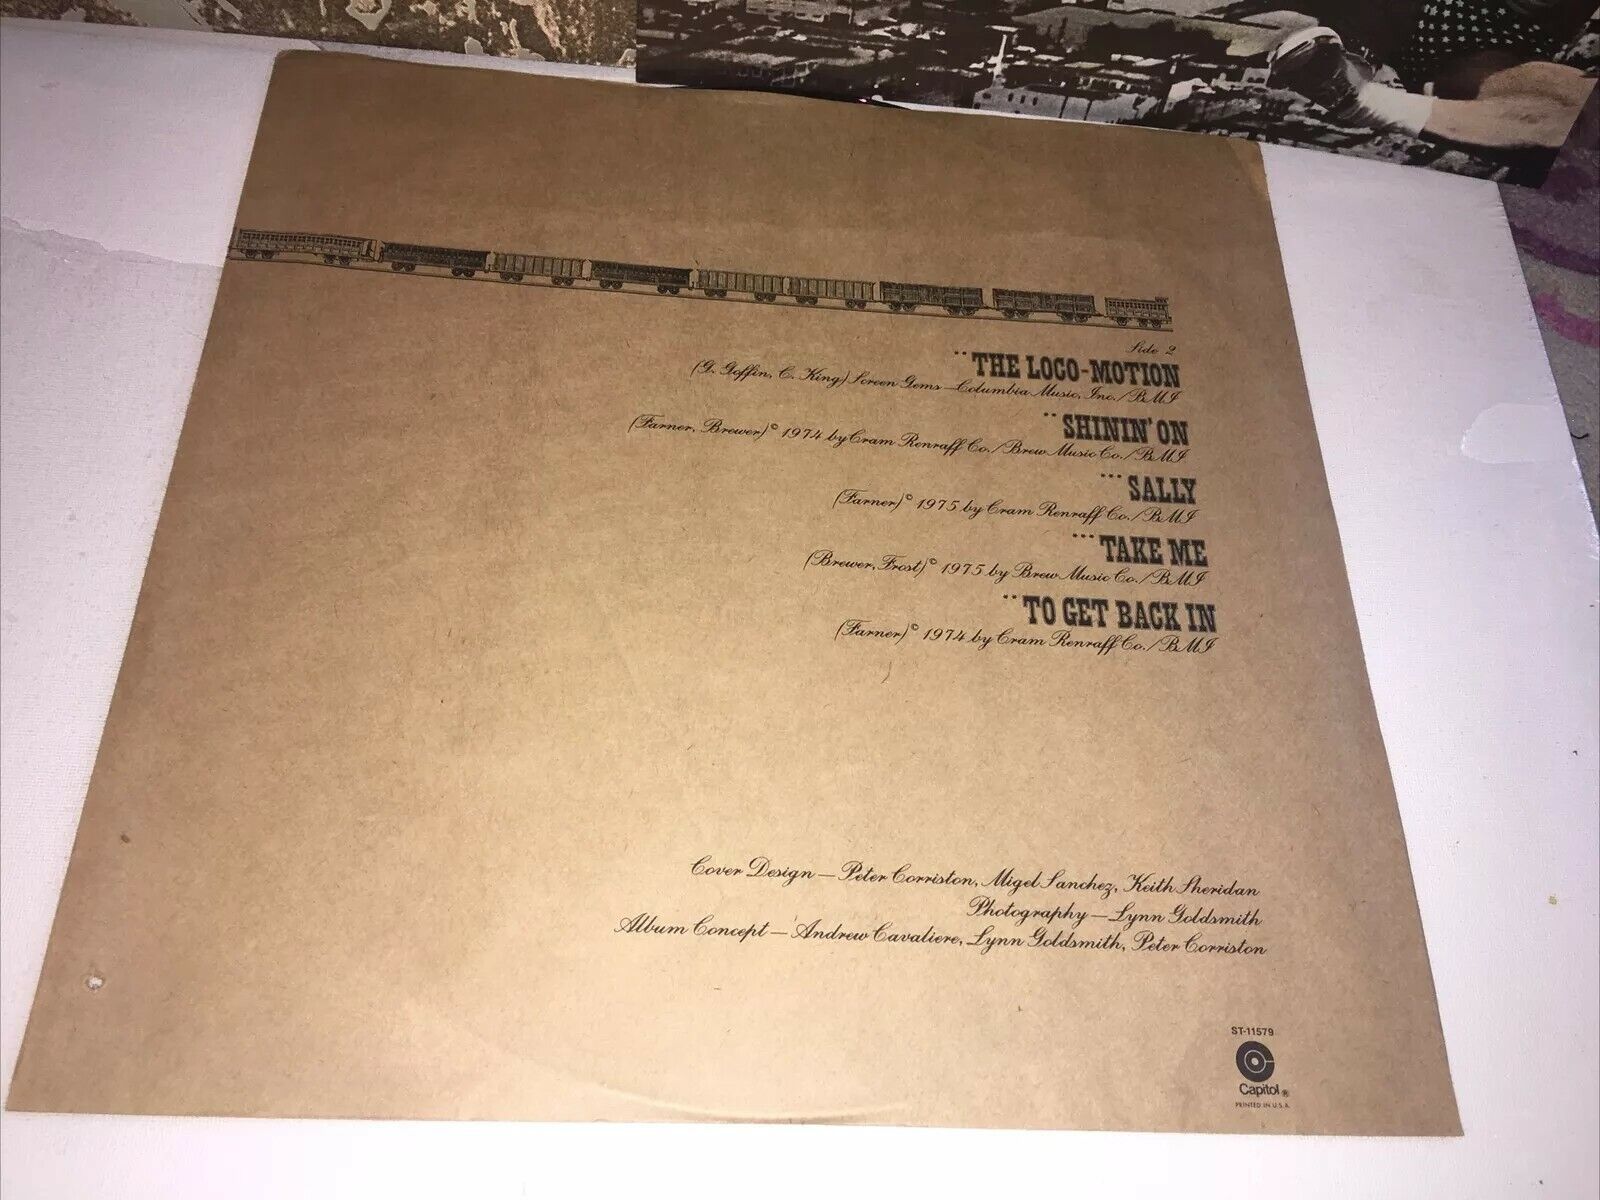 Side 2
··THE LOCO-MOTION
(G. Goffin, C. King) Screen Gems—Columbia Music, Inc./BMI
··SHININ' ON
(Farner, Brewer) © 1974 by Cram Renraff Co./Brew Music Co./BMI
···SALLY
(Farner) © 1975 by Cram Renraff Co./BMI
···TAKE ME
(Brewer, Frost) © 1975 by Brew Music Co./BMI
··TO GET BACK IN
(Farner) © 1974 by Cram Renraff Co./BMI
Cover Design—Peter Corriston, Migel Sanchez, Keith Sheridan
Photography—Lynn Goldsmith
Album Concept—Andrew Cavaliere, Lynn Goldsmith, Peter Corriston
ST-11579
Capitol®
PRINTED IN U.S.A.